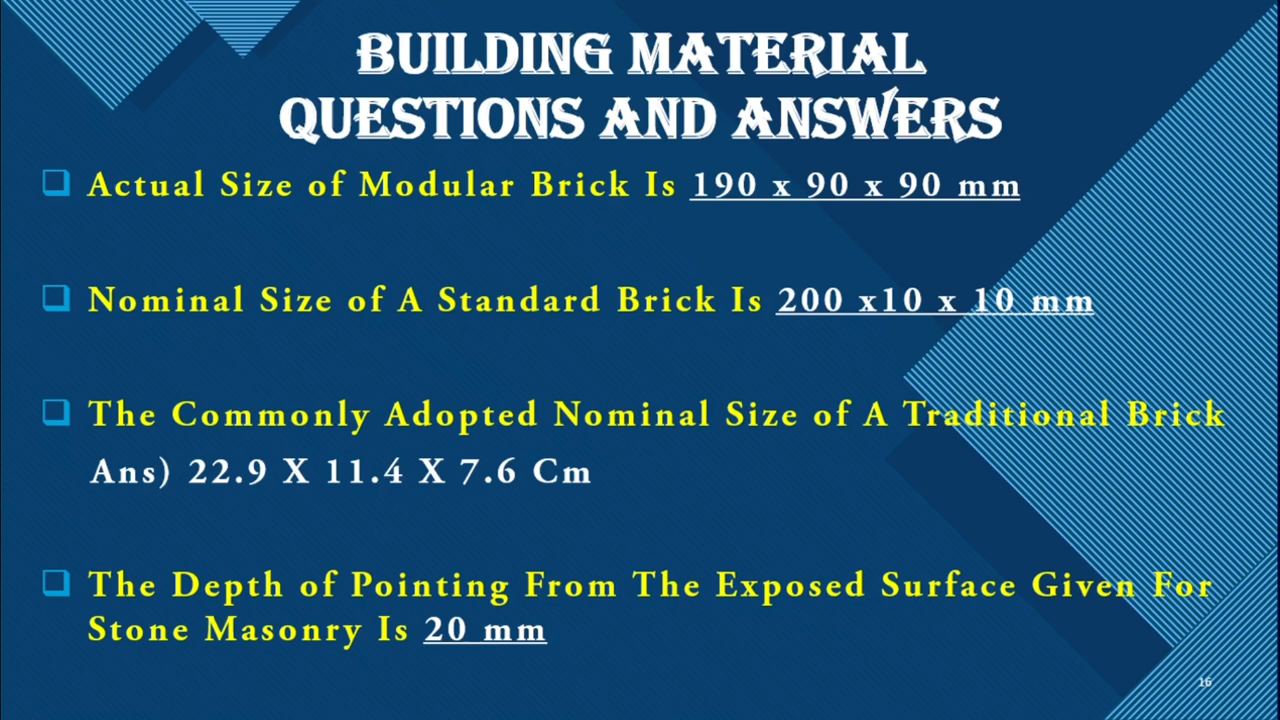 BUILDING MATERIAL
QUESTIONS AND ANSWERS
Actual Size of Modular Brick Is 190 x 90 x 90 mm
Nominal Size of A Standard Brick Is 200 x10 x 10 mm
The Commonly Adopted Nominal Size of A Traditional Brick
Ans) 22.9 X 11.4 X 7.6 Cm
The Depth of Pointing From The Exposed Surface Given For
Stone Masonry Is 20 mm
16